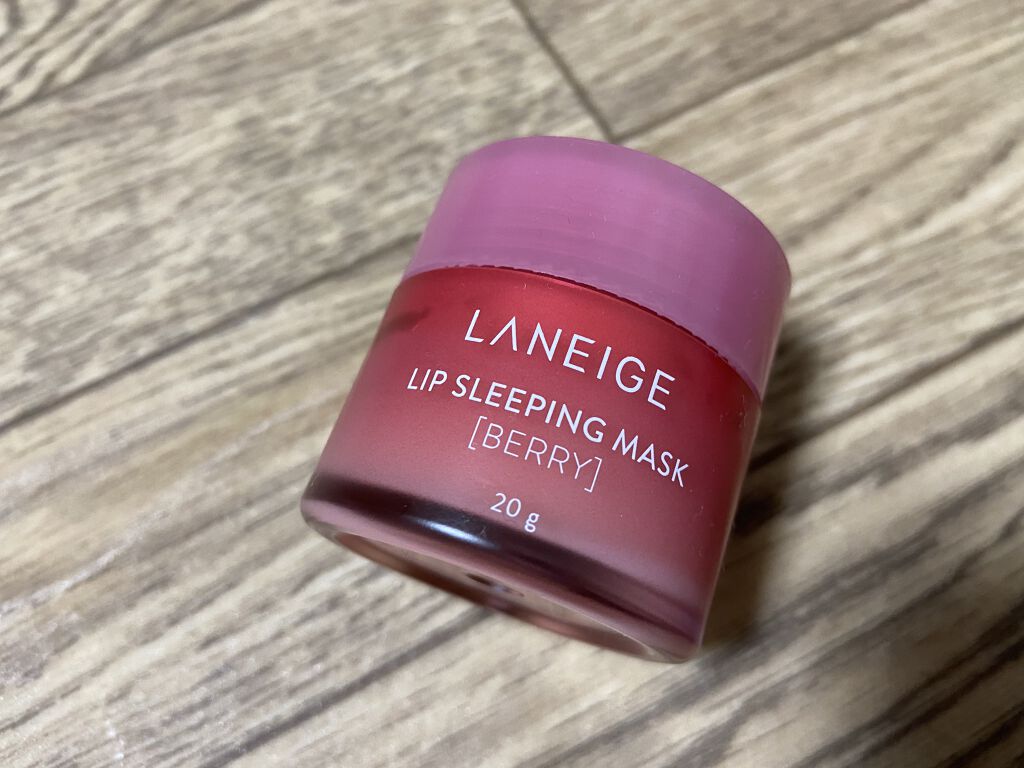 LANEIGE
LIP SLEEPING MASK
[BERRY]
20 g